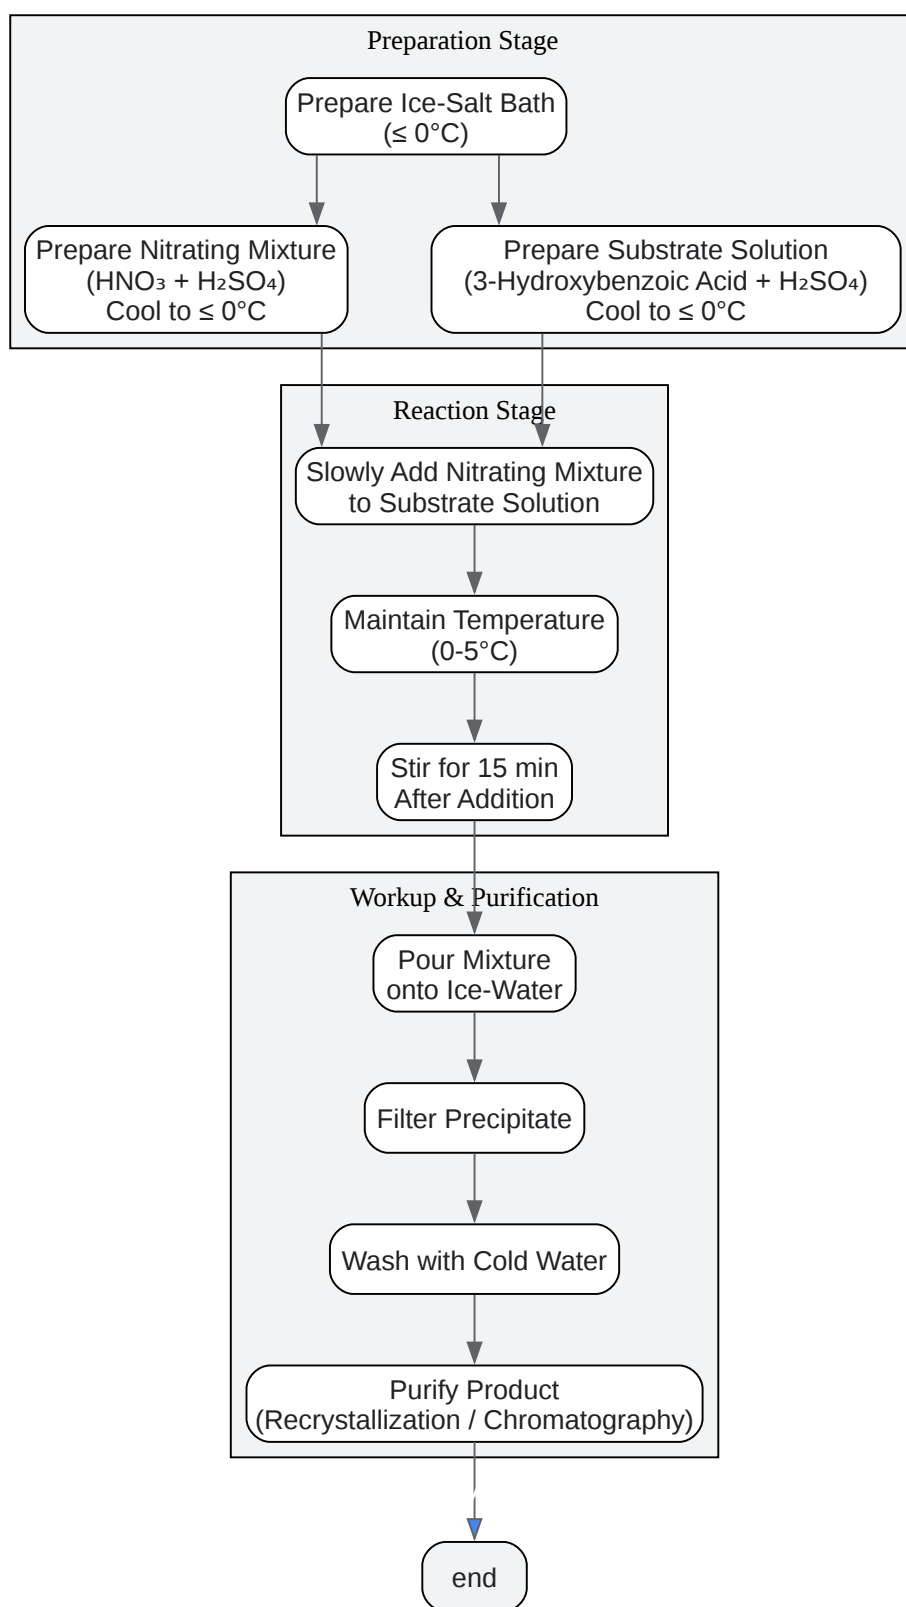 Preparation Stage
Prepare Ice-Salt Bath
(≤ 0°C)
Prepare Nitrating Mixture
(HNO₃ + H₂SO₄)
Cool to ≤ 0°C
Prepare Substrate Solution
(3-Hydroxybenzoic Acid + H₂SO₄)
Cool to ≤ 0°C
Reaction Stage
Slowly Add Nitrating Mixture
to Substrate Solution
Maintain Temperature
(0-5°C)
Stir for 15 min
After Addition
Workup & Purification
Pour Mixture
onto Ice-Water
Filter Precipitate
Wash with Cold Water
Purify Product
(Recrystallization / Chromatography)
end